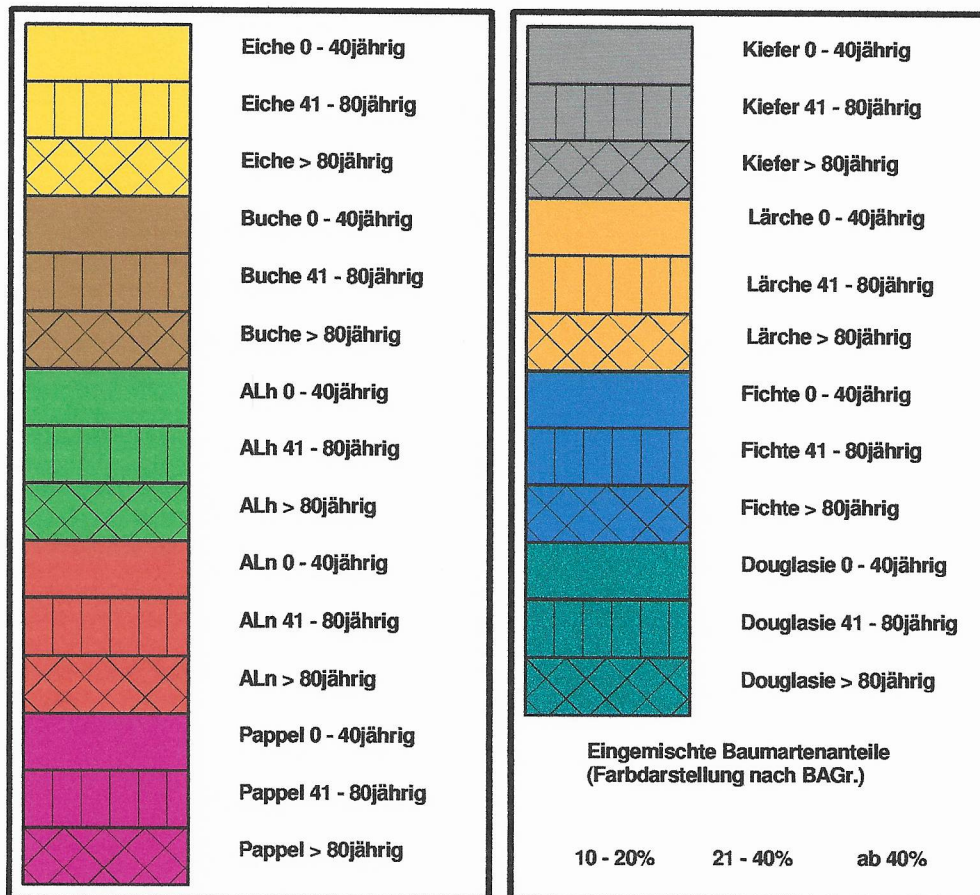 Eiche 0 - 40jährig
Eiche 41 - 80jährig
Eiche > 80jährig
Buche 0 - 40jährig
Buche 41 - 80jährig
Buche > 80jährig
ALh 0 - 40jährig
ALh 41 - 80jährig
ALh > 80jährig
ALn 0 - 40jährig
ALn 41 - 80jährig
ALn > 80jährig
Pappel 0 - 40jährig
Pappel 41 - 80jährig
Pappel > 80jährig
Kiefer 0 - 40jährig
Kiefer 41 - 80jährig
Kiefer > 80jährig
Lärche 0 - 40jährig
Lärche 41 - 80jährig
Lärche > 80jährig
Fichte 0 - 40jährig
Fichte 41 - 80jährig
Fichte > 80jährig
Douglasie 0 - 40jährig
Douglasie 41 - 80jährig
Douglasie > 80jährig
Eingemischte Baumartenanteile
(Farbdarstellung nach BAGr.)
10 - 20% 21 - 40% ab 40%